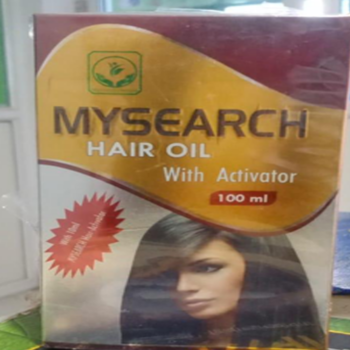 MYSEARCH
HAIR OIL
With Activator
100 ml